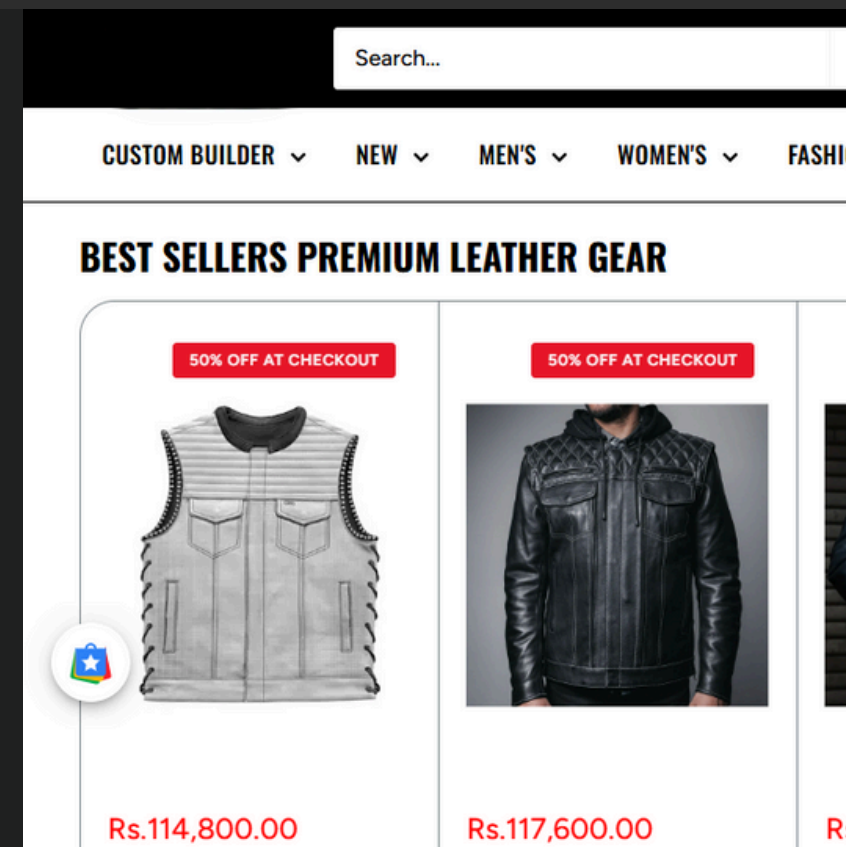 Search...
CUSTOM BUILDER NEW MEN'S WOMEN'S
BEST SELLERS PREMIUM LEATHER GEAR
50% OFF AT CHECKOUT 50% OFF AT CHECKOUT
Rs.114,800.00 Rs.117,600.00